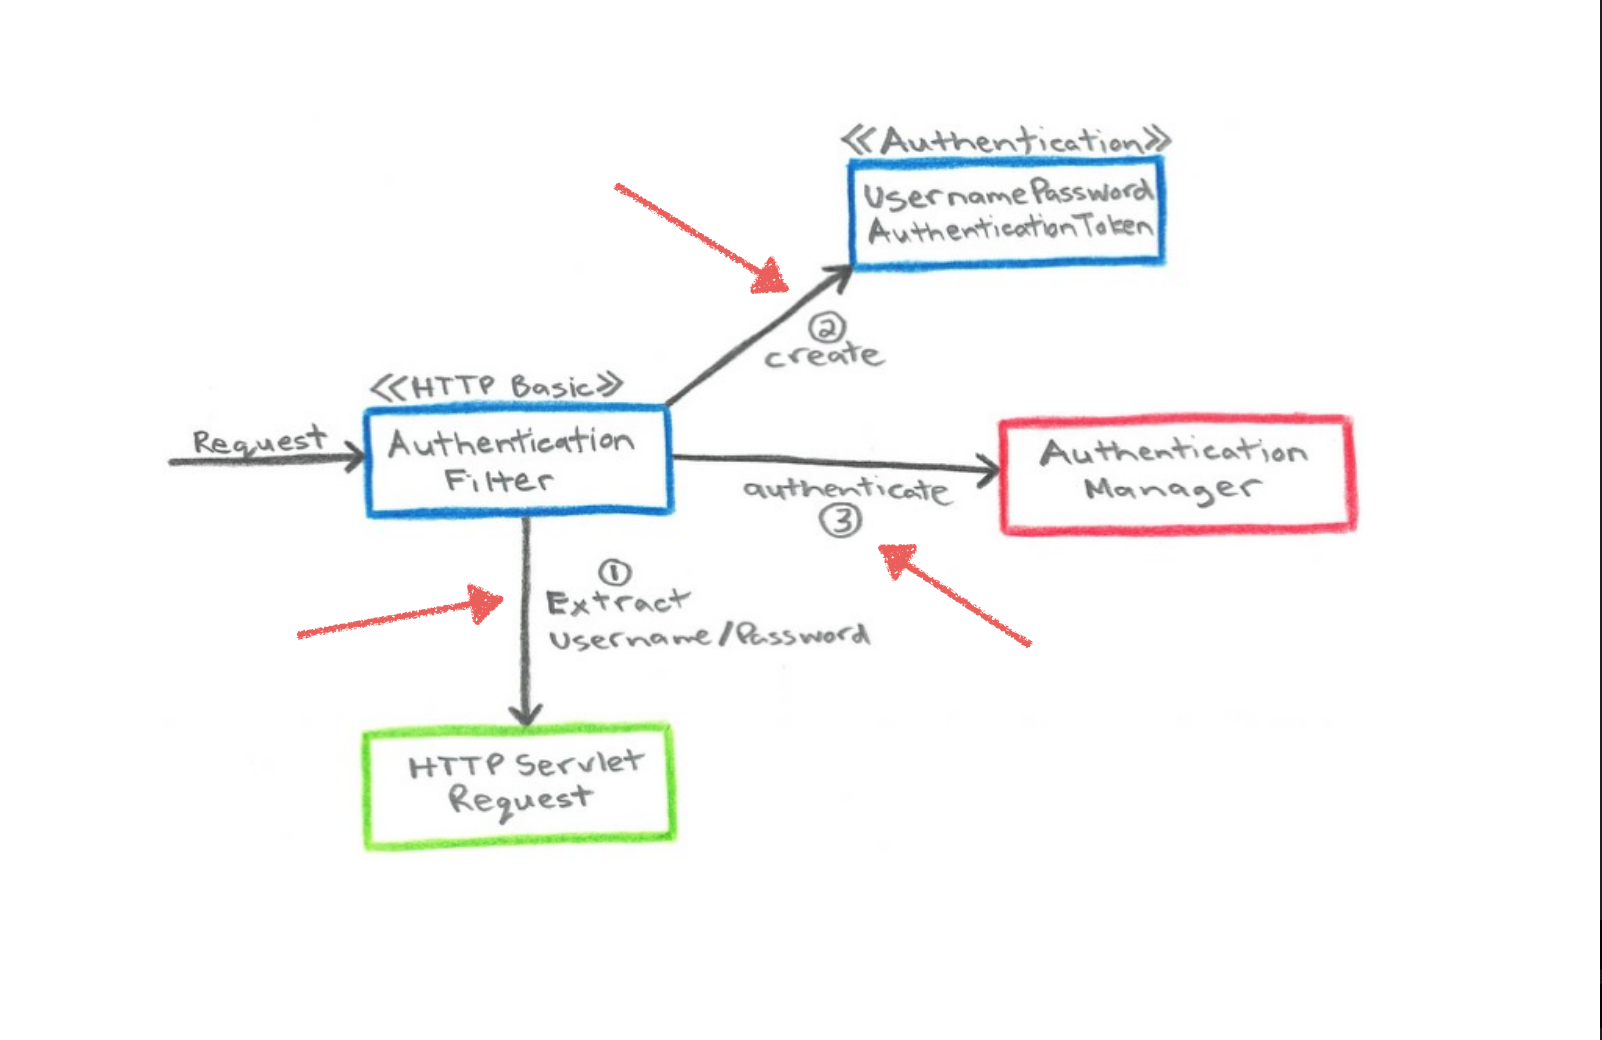 <<Authentication>>
UsernamePassword
AuthenticationToken
②
create
<<HTTP Basic>>
Request
Authentication
Filter
authenticate
③
Authentication
Manager
①
Extract
Username/Password
HTTP Servlet
Request